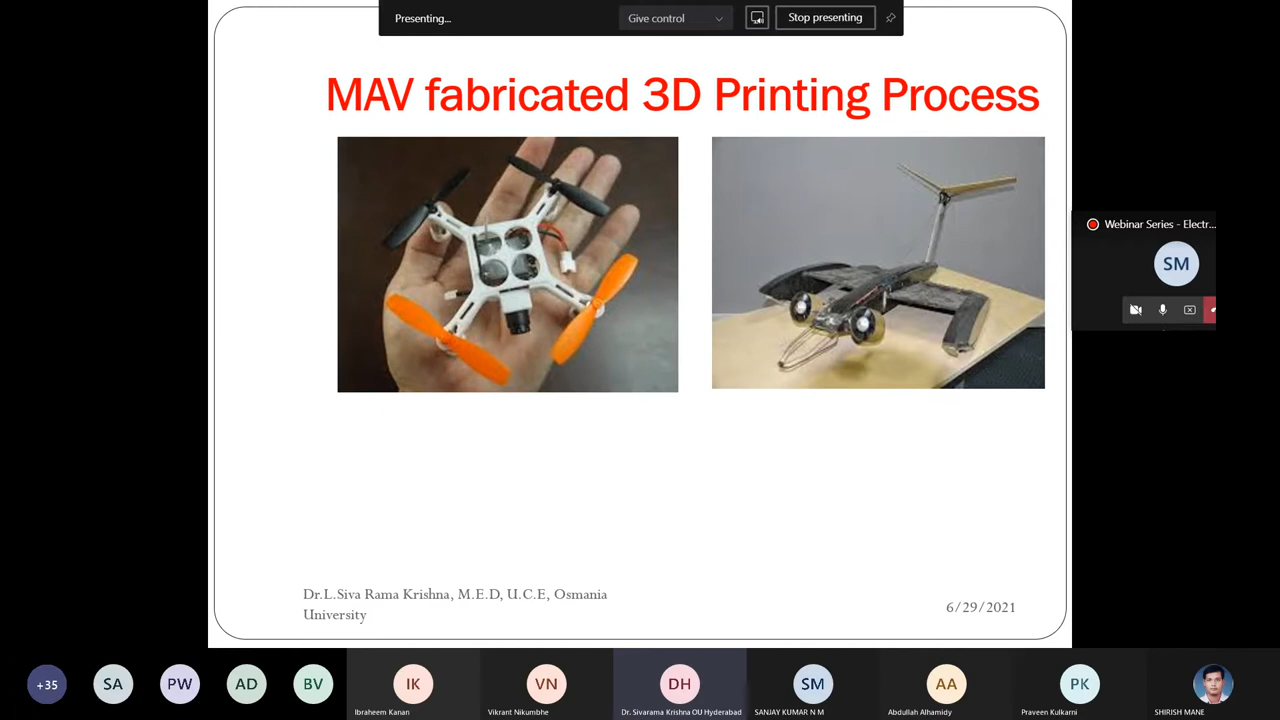 Presenting...
Give control
Stop presenting
MAV fabricated 3D Printing Process
Webinar Series - Electr...
SM
Dr.L.Siva Rama Krishna, M.E.D, U.C.E, Osmania
University
6/29/2021
+35
SA
PW
AD
BV
IK
Ibraheem Kanan
VN
Vikrant Nikumbhe
DH
Dr. Sivarama Krishna OU Hyderabad
SM
SANJAY KUMAR N M
AA
Abdullah Alhamidy
PK
Praveen Kulkarni
SHIRISH MANE